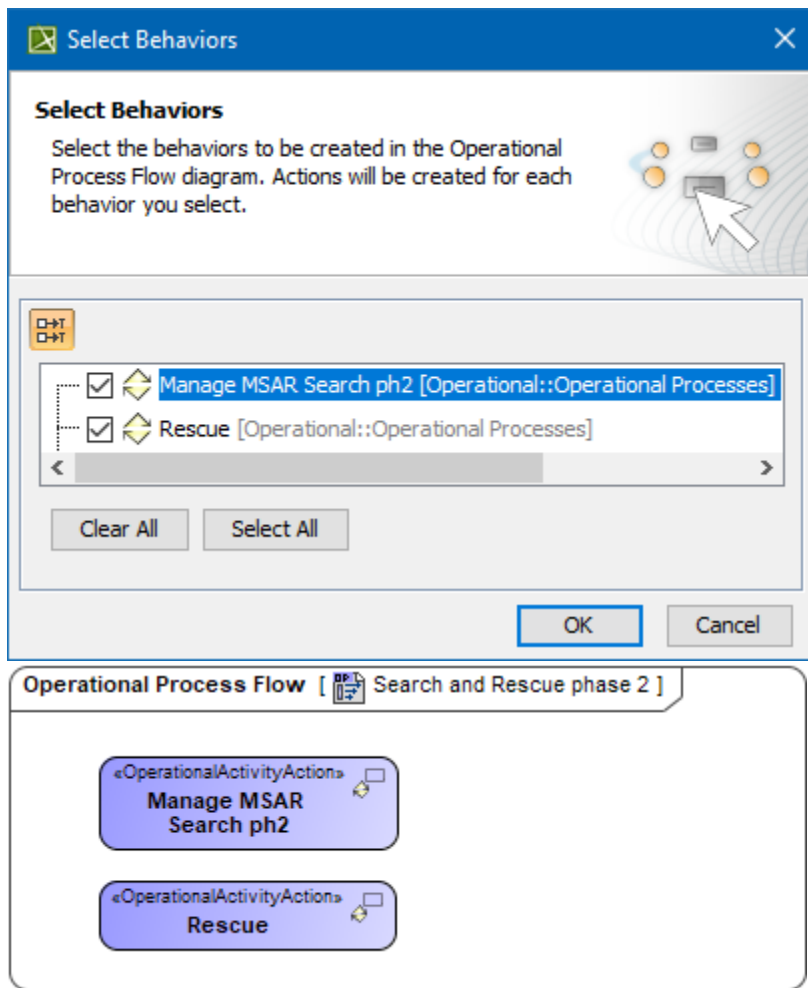 Select Behaviors
Select Behaviors
Select the behaviors to be created in the Operational
Process Flow diagram. Actions will be created for each
behavior you select.
Manage MSAR Search ph2 [Operational::Operational Processes]
Rescue [Operational::Operational Processes]
Clear All Select All
OK Cancel
Operational Process Flow [ Search and Rescue phase 2 ]
«OperationalActivityAction»
Manage MSAR
Search ph2
«OperationalActivityAction»
Rescue